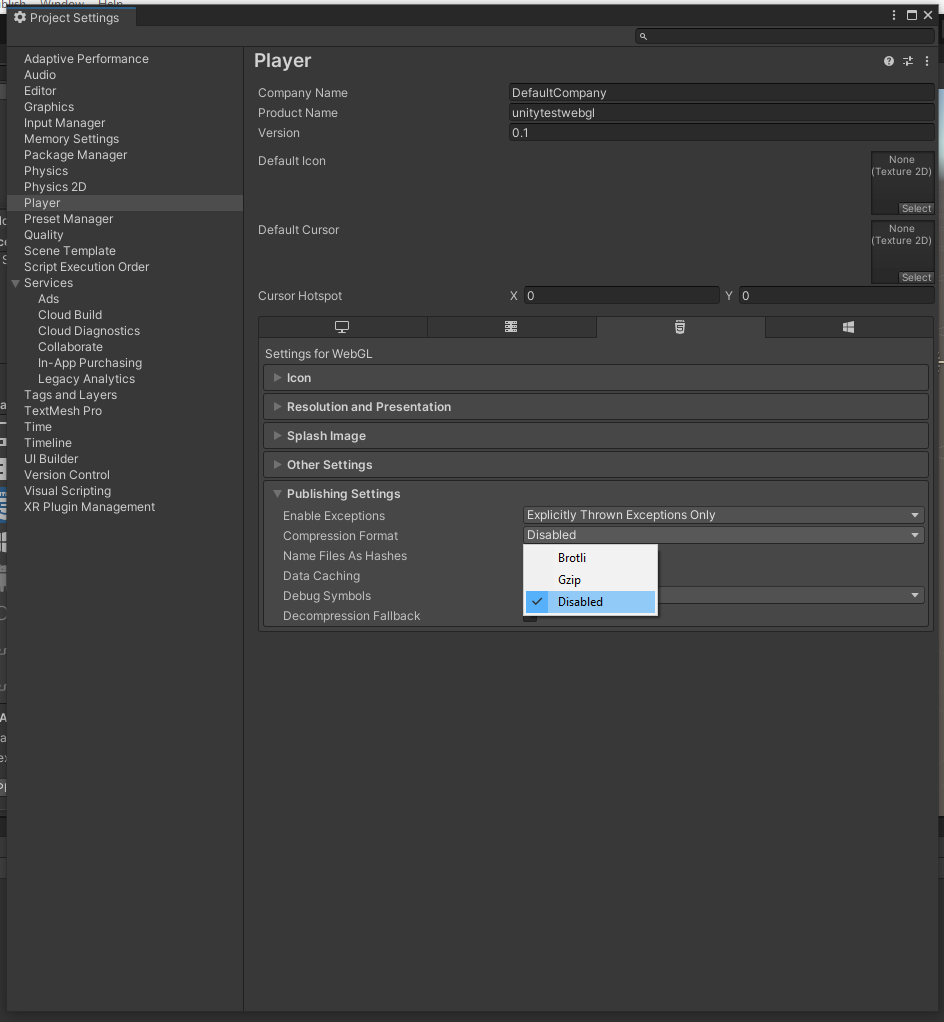 Window Help
Project Settings
Adaptive Performance
Audio
Editor
Graphics
Input Manager
Memory Settings
Package Manager
Physics
Physics 2D
Player
Preset Manager
Quality
Scene Template
Script Execution Order
Services
Ads
Cloud Build
Cloud Diagnostics
Collaborate
In-App Purchasing
Legacy Analytics
Tags and Layers
TextMesh Pro
Time
Timeline
UI Builder
Version Control
Visual Scripting
XR Plugin Management
Player
Company Name DefaultCompany
Product Name unitytestwebgl
Version 0.1
Default Icon
None
(Texture 2D)
Select
Default Cursor
None
(Texture 2D)
Select
Cursor Hotspot X 0 Y 0
Settings for WebGL
Icon
Resolution and Presentation
Splash Image
Other Settings
Publishing Settings
Enable Exceptions Explicitly Thrown Exceptions Only
Compression Format Disabled
Name Files As Hashes
Data Caching
Debug Symbols
Decompression Fallback
Brotli
Gzip
Disabled